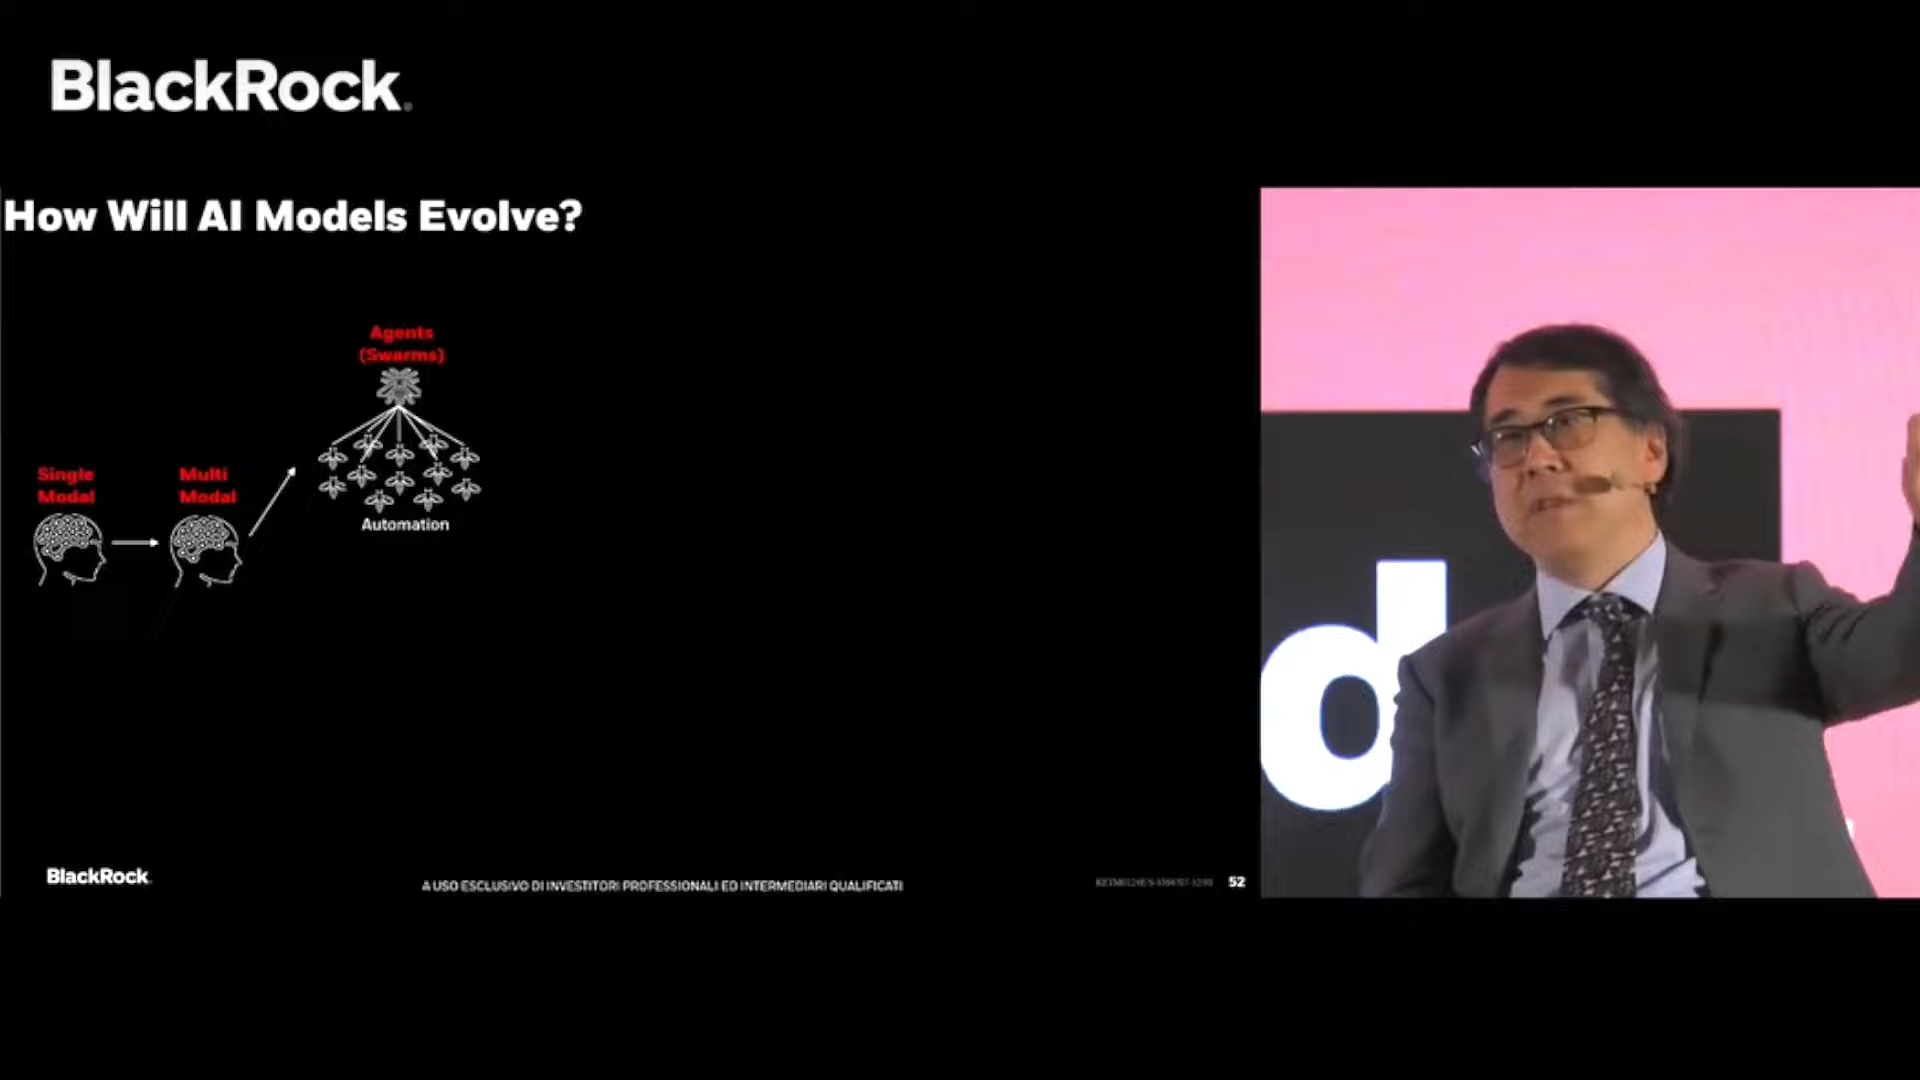 BlackRock.
How Will AI Models Evolve?
Agents
(Swarms)
Single
Modal
Multi
Modal
Automation
d
BlackRock.
A USO ESCLUSIVO DI INVESTITORI PROFESSIONALI ED INTERMEDIARI QUALIFICATI
52